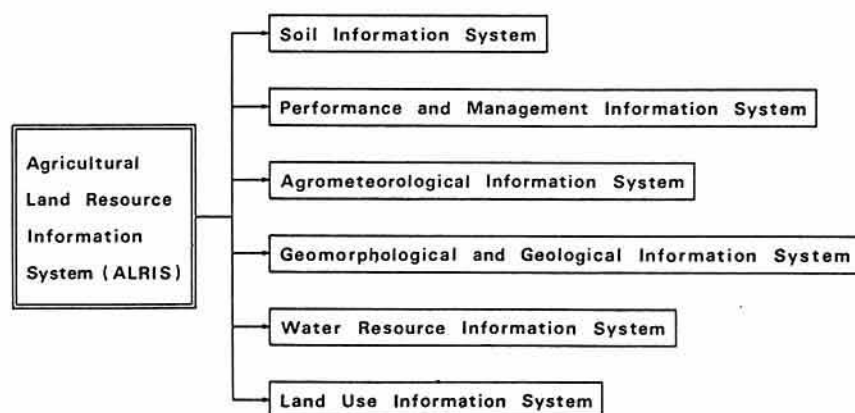 Soil Information System
Performance and Management Information System
Agricultural
Land Resource
Information
System (ALRIS)
Agrometeorological Information System
Geomorphological and Geological Information System
Water Resource Information System
Land Use Information System